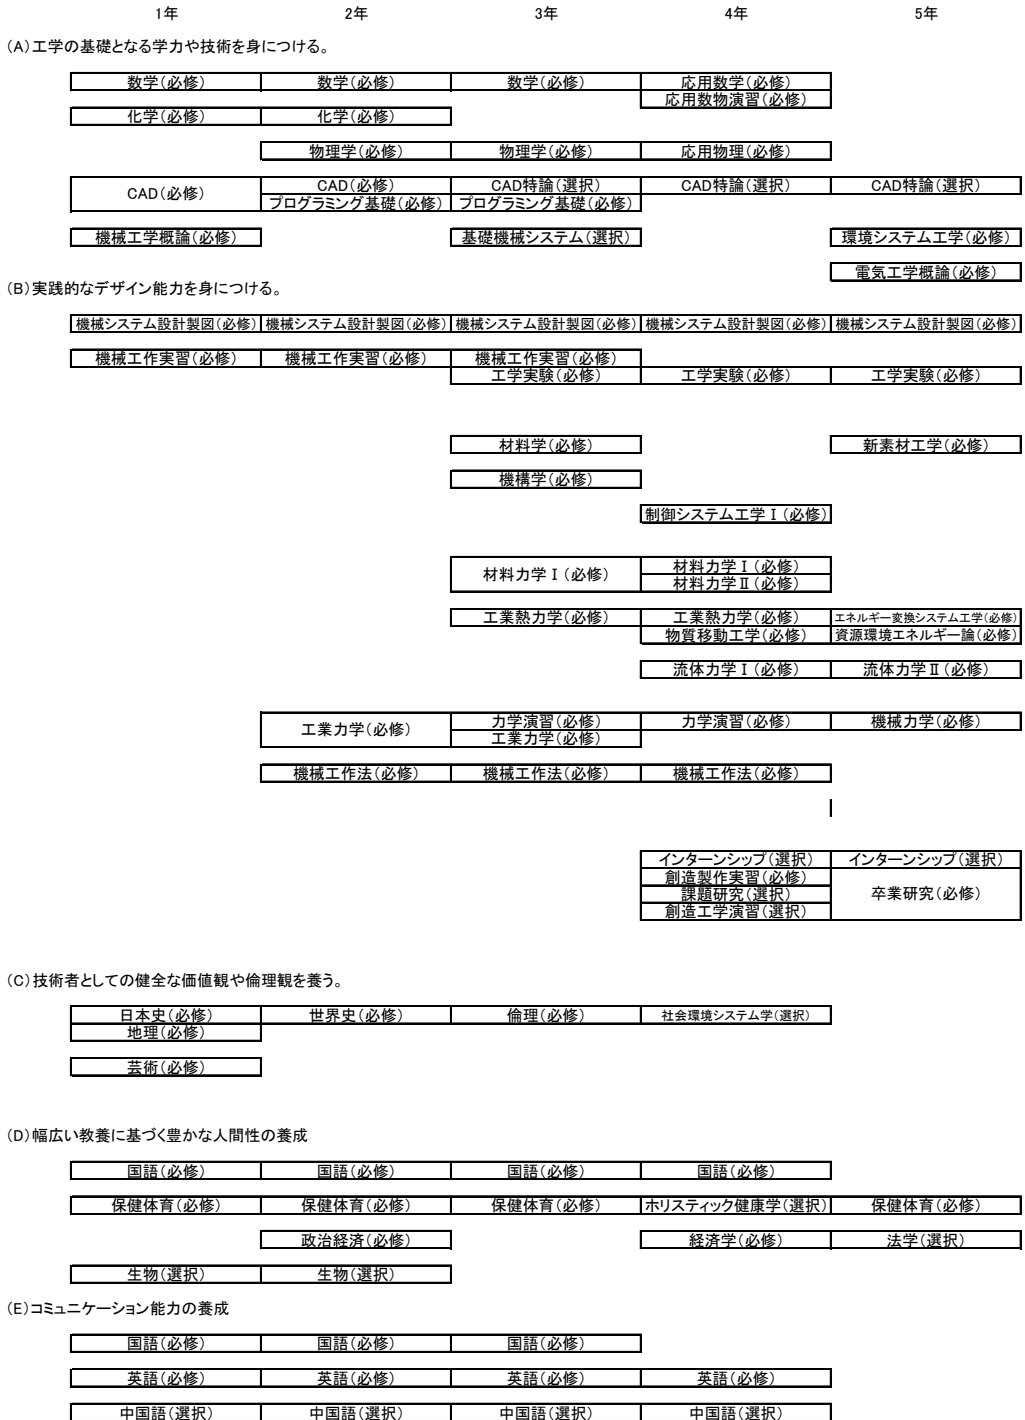 1年 2年 3年 4年 5年
(A)工学の基礎となる学力や技術を身につける。
数学(必修) 数学(必修) 数学(必修) 応用数学(必修)
応用数物演習(必修)
化学(必修) 化学(必修)
物理学(必修) 物理学(必修) 応用物理(必修)
CAD(必修) CAD(必修) CAD特論(選択) CAD特論(選択) CAD特論(選択)
プログラミング基礎(必修) プログラミング基礎(必修)
機械工学概論(必修) 基礎機械システム(選択) 環境システム工学(必修)
電気工学概論(必修)
(B)実践的なデザイン能力を身につける。
機械システム設計製図(必修) 機械システム設計製図(必修) 機械システム設計製図(必修) 機械システム設計製図(必修) 機械システム設計製図(必修)
機械工作実習(必修) 機械工作実習(必修) 機械工作実習(必修)
工学実験(必修) 工学実験(必修) 工学実験(必修)
材料学(必修) 新素材工学(必修)
機構学(必修)
制御システム工学Ⅰ(必修)
材料力学Ⅰ(必修) 材料力学Ⅰ(必修)
材料力学Ⅱ(必修)
工業熱力学(必修) 工業熱力学(必修) エネルギー変換システム工学(必修)
物質移動工学(必修) 資源環境エネルギー論(必修)
流体力学Ⅰ(必修) 流体力学Ⅱ(必修)
工業力学(必修) 力学演習(必修) 力学演習(必修) 機械力学(必修)
工業力学(必修)
機械工作法(必修) 機械工作法(必修) 機械工作法(必修)
インターンシップ(選択) インターンシップ(選択)
創造製作実習(必修)
課題研究(選択) 卒業研究(必修)
創造工学演習(選択)
(C)技術者としての健全な価値観や倫理観を養う。
日本史(必修) 世界史(必修) 倫理(必修) 社会環境システム学(選択)
地理(必修)
芸術(必修)
(D)幅広い教養に基づく豊かな人間性の養成
国語(必修) 国語(必修) 国語(必修) 国語(必修)
保健体育(必修) 保健体育(必修) 保健体育(必修) ホリスティック健康学(選択) 保健体育(必修)
政治経済(必修) 経済学(必修) 法学(選択)
生物(選択) 生物(選択)
(E)コミュニケーション能力の養成
国語(必修) 国語(必修) 国語(必修)
英語(必修) 英語(必修) 英語(必修) 英語(必修)
中国語(選択) 中国語(選択) 中国語(選択) 中国語(選択)